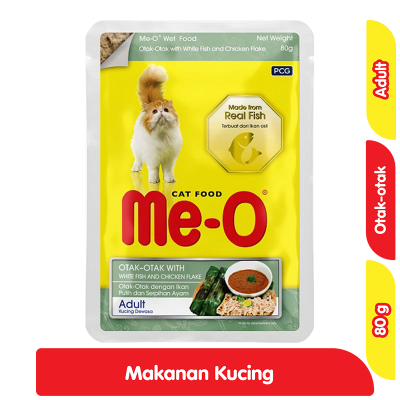 Me-O® Wet Food
Otak-Otak with White Fish and Chicken Flake
Net Weight
80g
PCG
Made from
Real Fish
Terbuat dari ikan asli
CAT FOOD
Me-O®
OTAK-OTAK WITH
WHITE FISH AND CHICKEN FLAKE
Otak-Otak dengan Ikan
Putih dan Serpihan Ayam
Adult
Kucing Dewasa
Adult
Otak-otak
80 g
Makanan Kucing